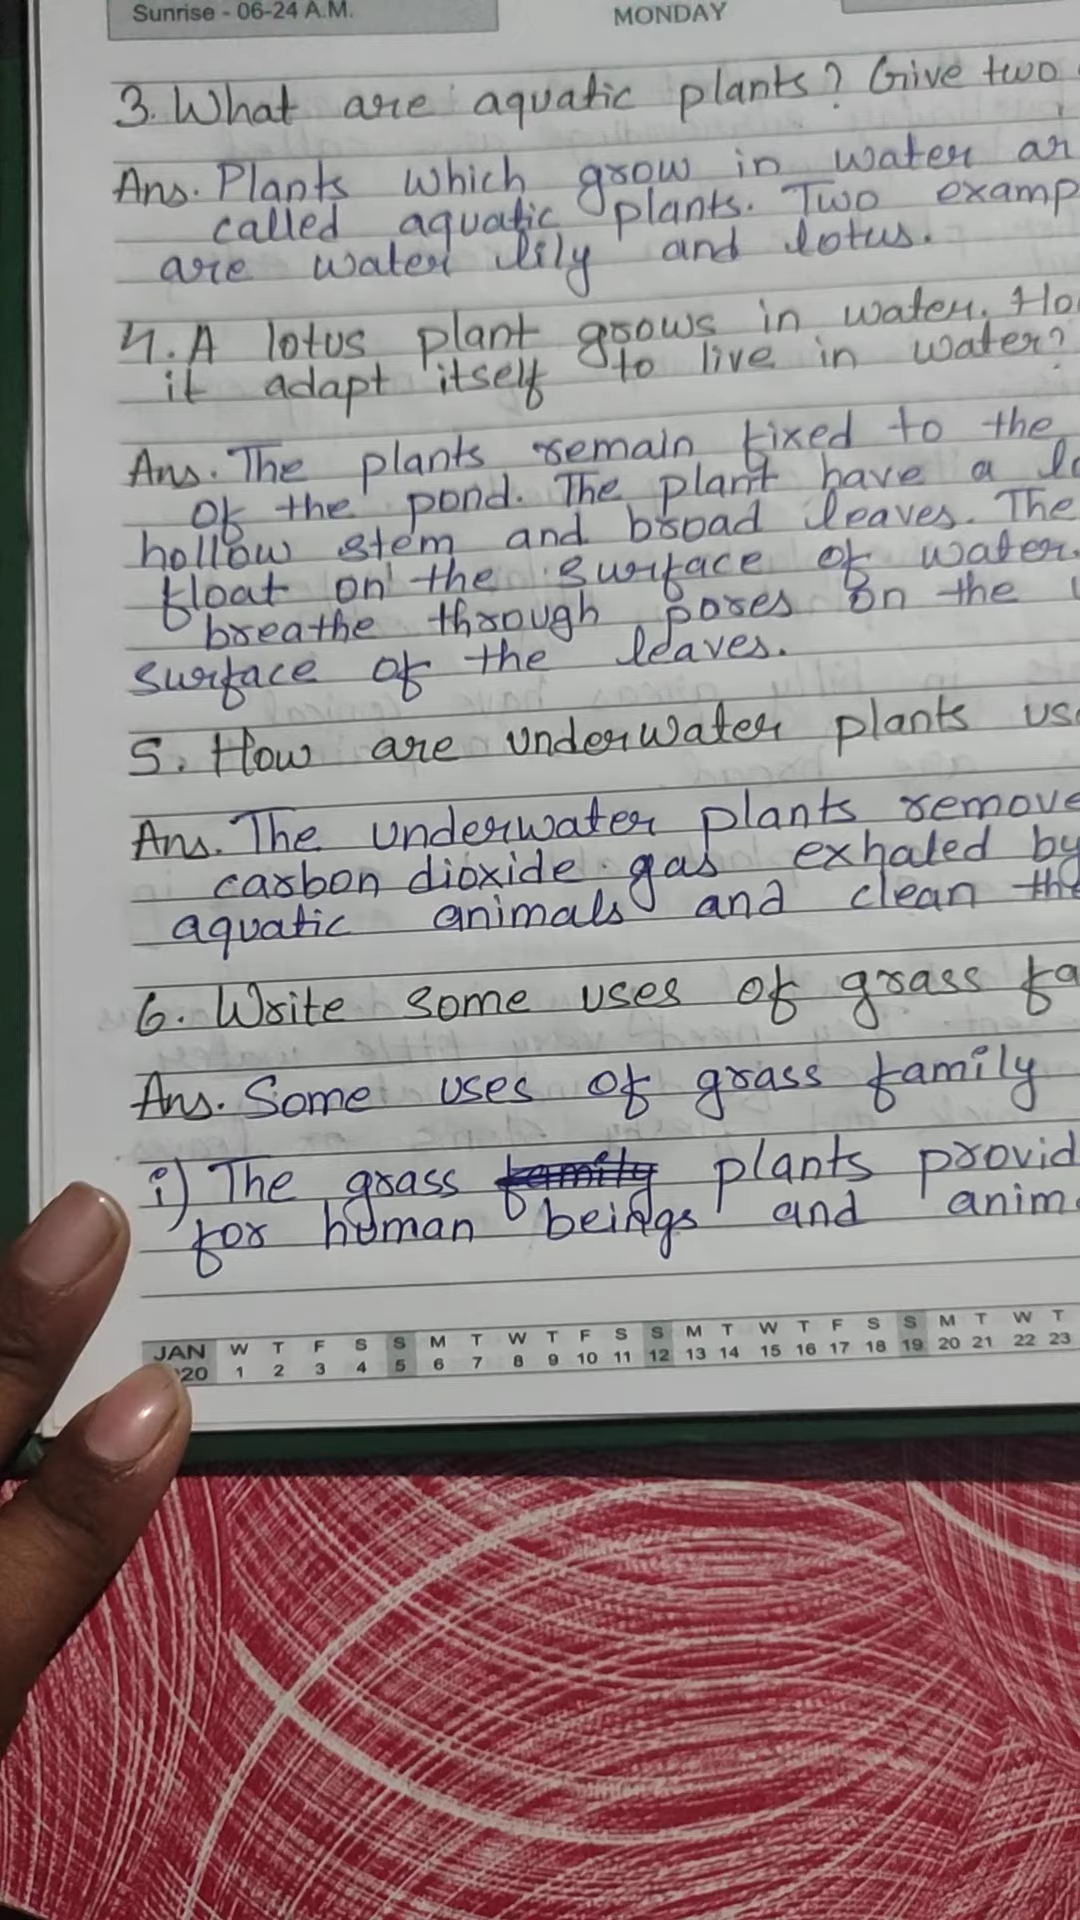 Sunrise - 06-24 A.M.
MONDAY
3. What are aquatic plants? Give two
Ans. Plants which grow in water ar
called aquatic plants. Two examp
are water lily and lotus.
4. A lotus plant grows in water. Ho
it adapt itself to live in water?
Ans. The plants remain fixed to the
of the pond. The plant have a lo
hollow stem and broad leaves. The
float on the surface of water.
breathe through pores on the u
surface of the leaves.
5. How are underwater plants us
Ans. The underwater plants remove
carbon dioxide gas exhaled by
aquatic animals and clean the
6. Write some uses of grass fa
Ans. Some uses of grass family
i) The grass family plants provid
for human beings and anim
JAN W T F S S M T W T F S S M T W T F S S M T W T
020 1 2 3 4 5 6 7 8 9 10 11 12 13 14 15 16 17 18 19 20 21 22 23